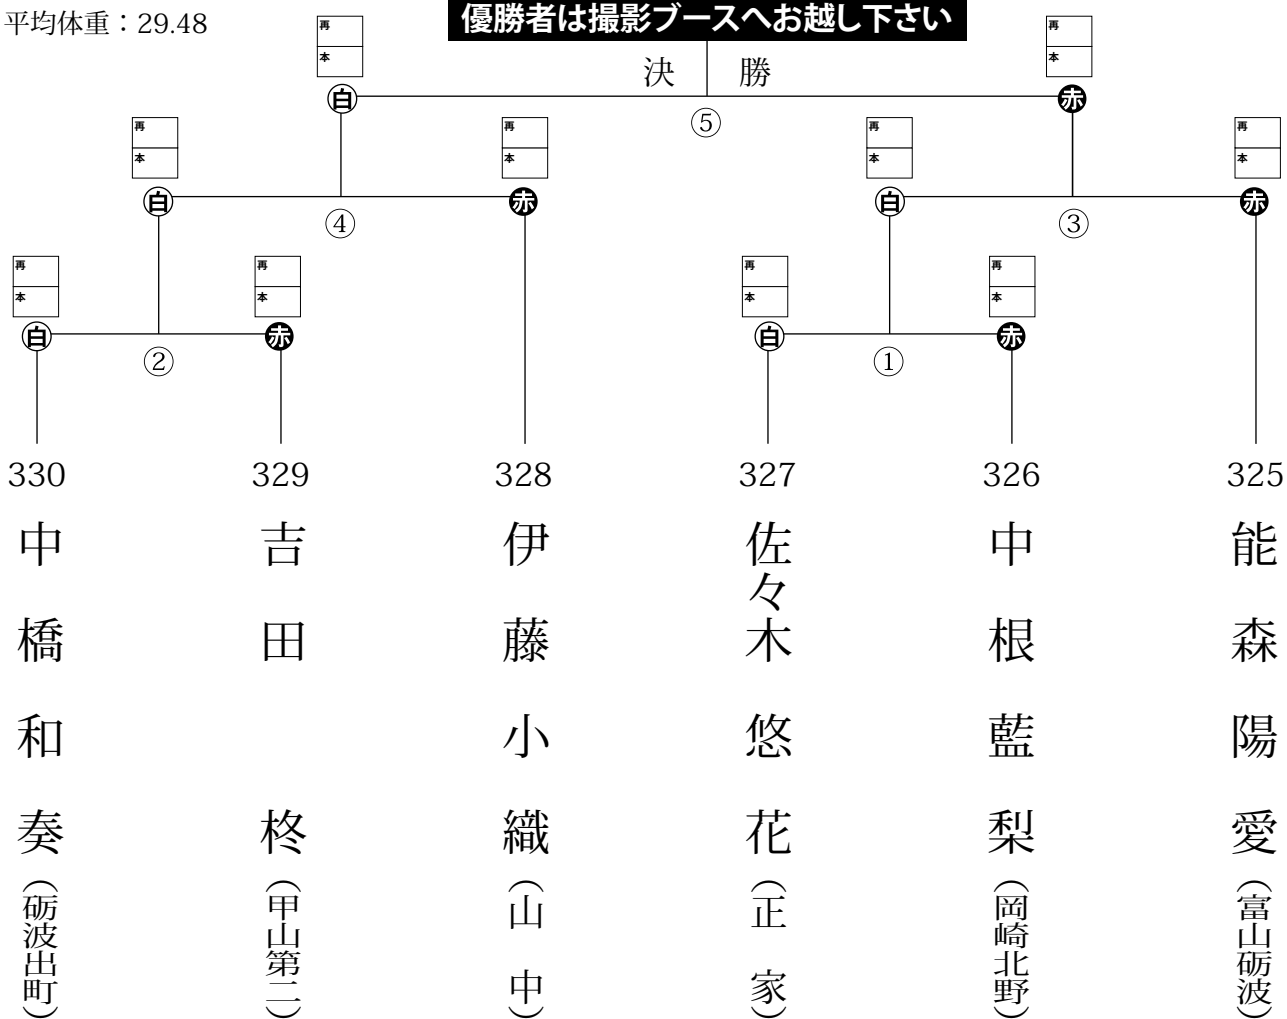 平均体重：29.48
優勝者は撮影ブースへお越し下さい
決 勝
再
本
再
本
白
赤
⑤
再
本
再
本
再
本
再
本
白
赤
白
赤
④
③
再
本
再
本
再
本
再
本
白
赤
白
赤
②
①
330
329
328
327
326
325
中橋和奏（砺波出町）
吉田柊（甲山第二）
伊藤小織（山中）
佐々木悠花（正家）
中根藍梨（岡崎北野）
能森陽愛（富山砺波）